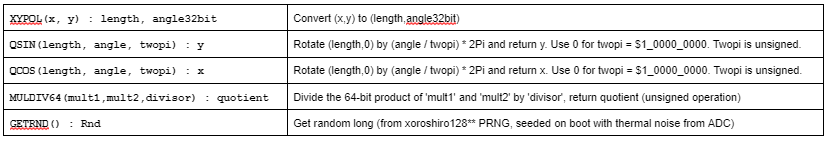 XYPOL(x, y) : length, angle32bit Convert (x,y) to (length,angle32bit)
QSIN(length, angle, twopi) : y Rotate (length,0) by (angle / twopi) * 2Pi and return y. Use 0 for twopi = $1_0000_0000. Twopi is unsigned.
QCOS(length, angle, twopi) : x Rotate (length,0) by (angle / twopi) * 2Pi and return x. Use 0 for twopi = $1_0000_0000. Twopi is unsigned.
MULDIV64(mult1,mult2,divisor) : quotient Divide the 64-bit product of 'mult1' and 'mult2' by 'divisor', return quotient (unsigned operation)
GETRND() : Rnd Get random long (from xoroshiro128** PRNG, seeded on boot with thermal noise from ADC)